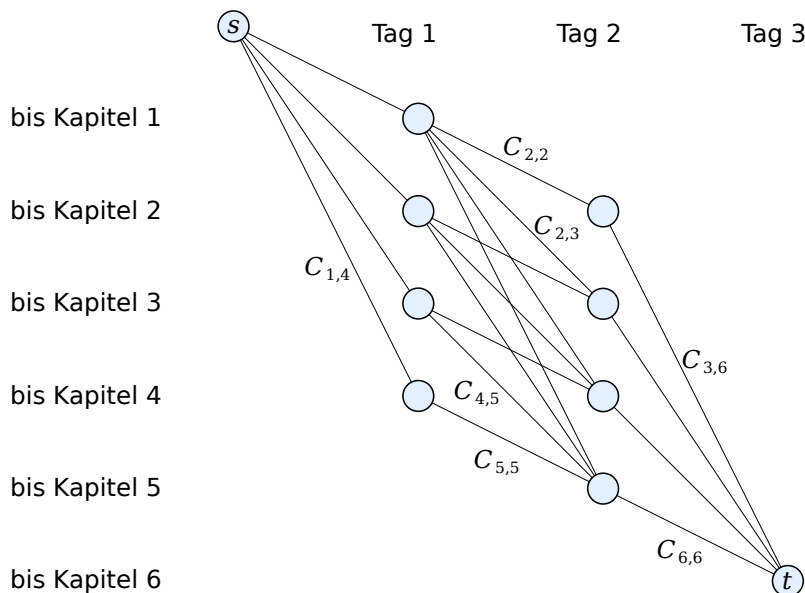 s
Tag 1
Tag 2
Tag 3
bis Kapitel 1
C2,2
bis Kapitel 2
C2,3
C1,4
bis Kapitel 3
C3,6
bis Kapitel 4
C4,5
C5,5
bis Kapitel 5
C6,6
bis Kapitel 6
t